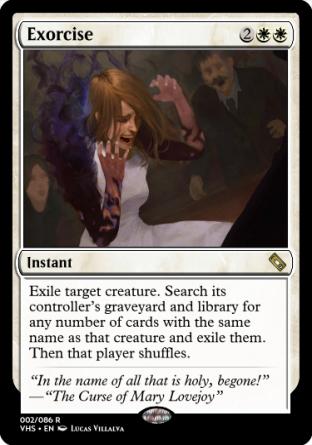 Exorcise 2
Instant
Exile target creature. Search its
controller's graveyard and library for
any number of cards with the same
name as that creature and exile them.
Then that player shuffles.
"In the name of all that is holy, begone!"
—"The Curse of Mary Lovejoy"
002/086 R
VHS • EN LUCAS VILLALVA